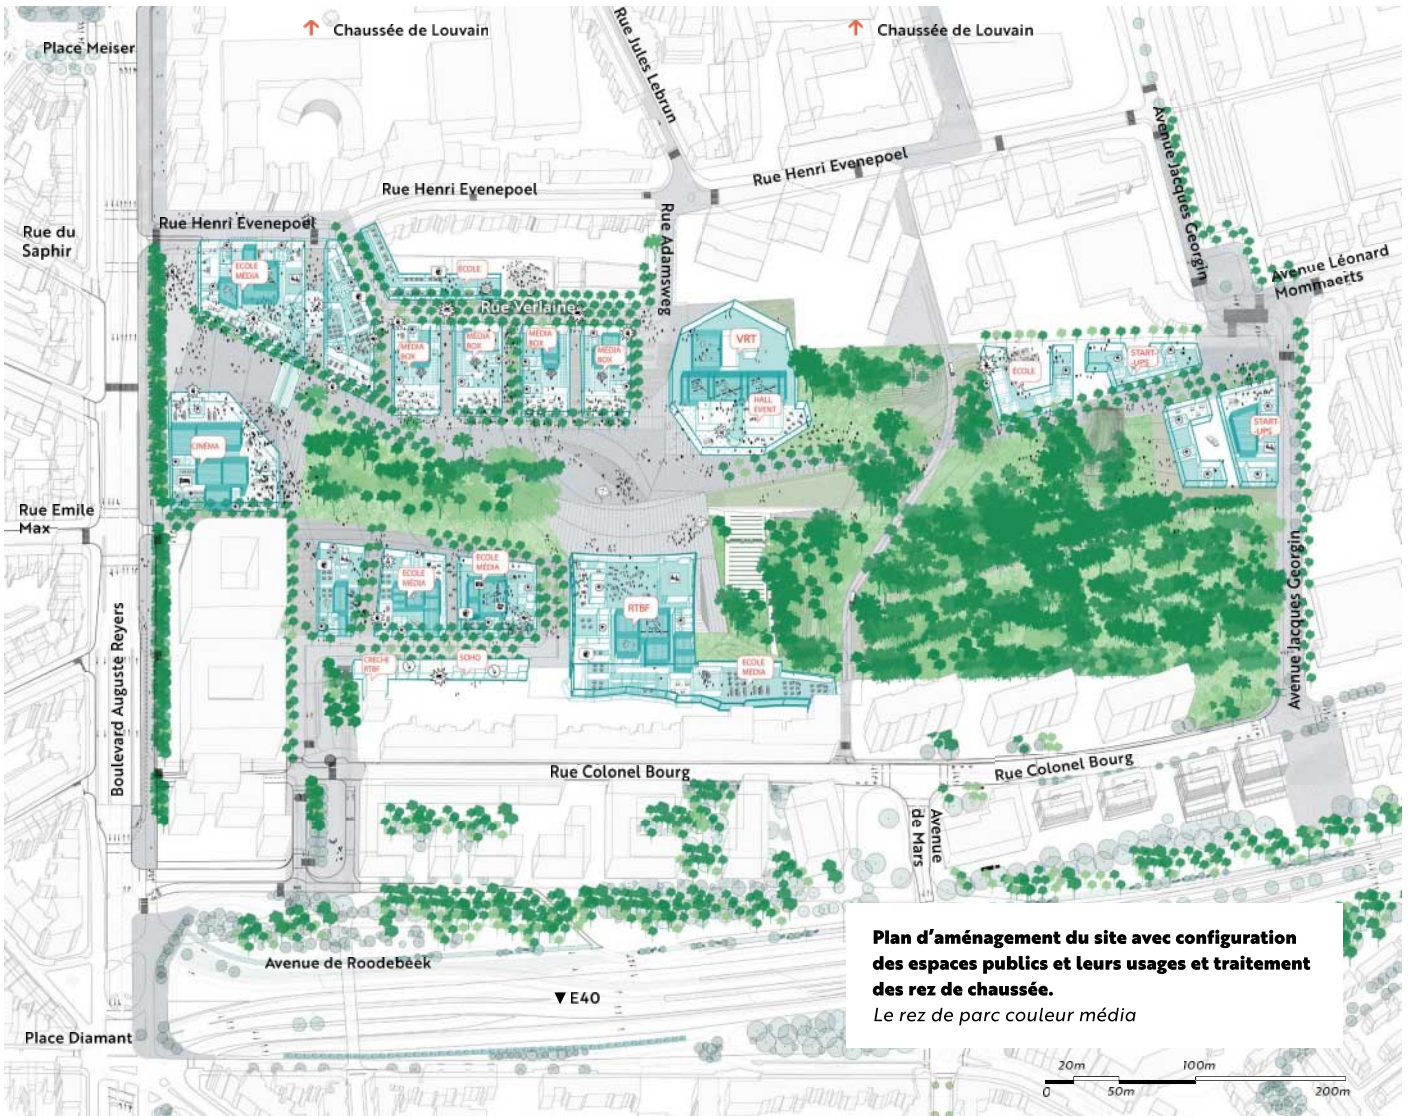 Chaussée de Louvain
Chaussée de Louvain
Place Meiser
Rue Jules Lebrun
Avenue Jacques Georgin
Rue Henri Evenepoel
Rue Henri Evenepoel
Rue Henri Evenepoel
Rue du
Saphir
Rue Adamsweg
Avenue Léonard
Mommaerts
ECOLE
MÉDIA
ECOLE
Rue Verlaine
MÉDIA
BOX
MÉDIA
BOX
MÉDIA
BOX
MÉDIA
BOX
VRT
HALL
EVENT
ÉCOLE
START-
-UPS
START-
-UPS
CINÉMA
Rue Emile
Max
ECOLE
MÉDIA
ECOLE
MÉDIA
RTBF
CRECHE
RTBF
SOHO
ECOLE
MÉDIA
Boulevard Auguste Reyers
Avenue Jacques Georgin
Rue Colonel Bourg
Rue Colonel Bourg
Avenue
de Mars
Avenue de Roodebeek
▼ E40
Place Diamant
Plan d'aménagement du site avec configuration
des espaces publics et leurs usages et traitement
des rez de chaussée.
Le rez de parc couleur média
20m 100m
0 50m 200m